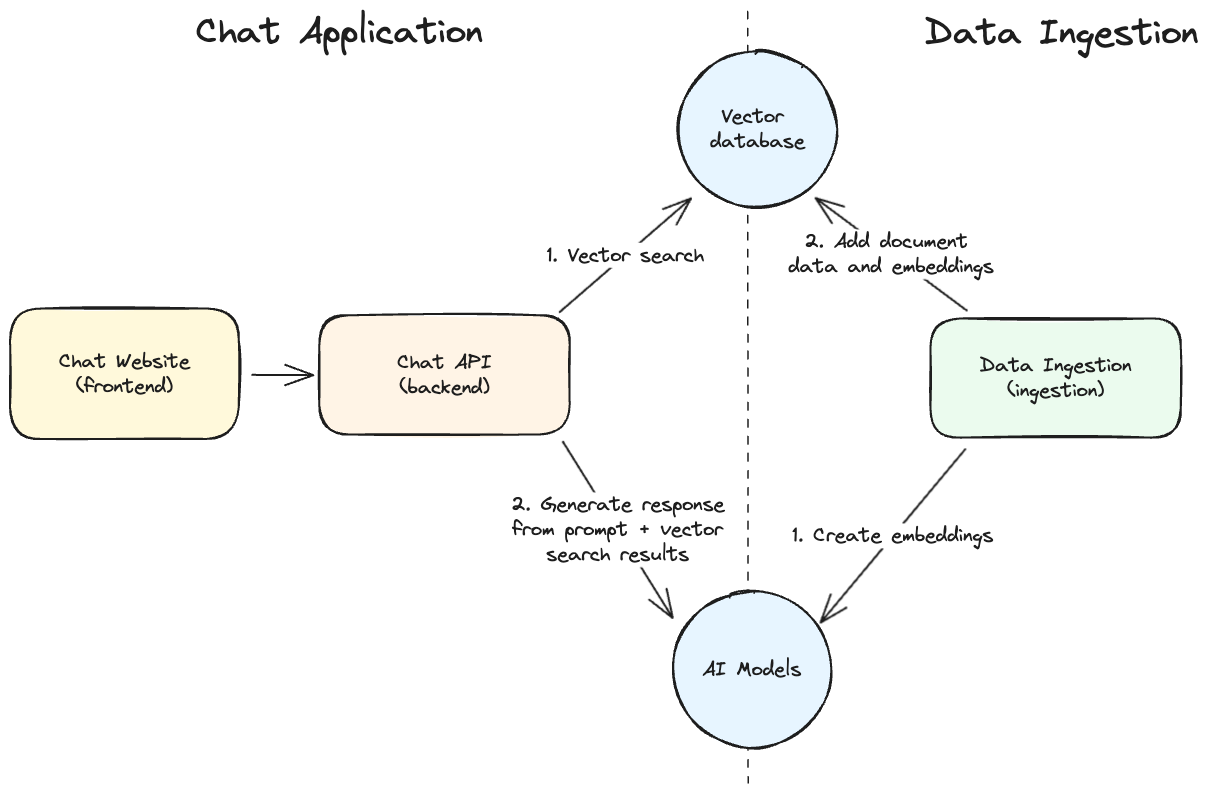 Chat Application
Data Ingestion
Vector
database
1. Vector search
2. Add document
data and embeddings
Chat Website
(frontend)
Chat API
(backend)
Data Ingestion
(ingestion)
2. Generate response
from prompt + vector
search results
1. Create embeddings
AI Models